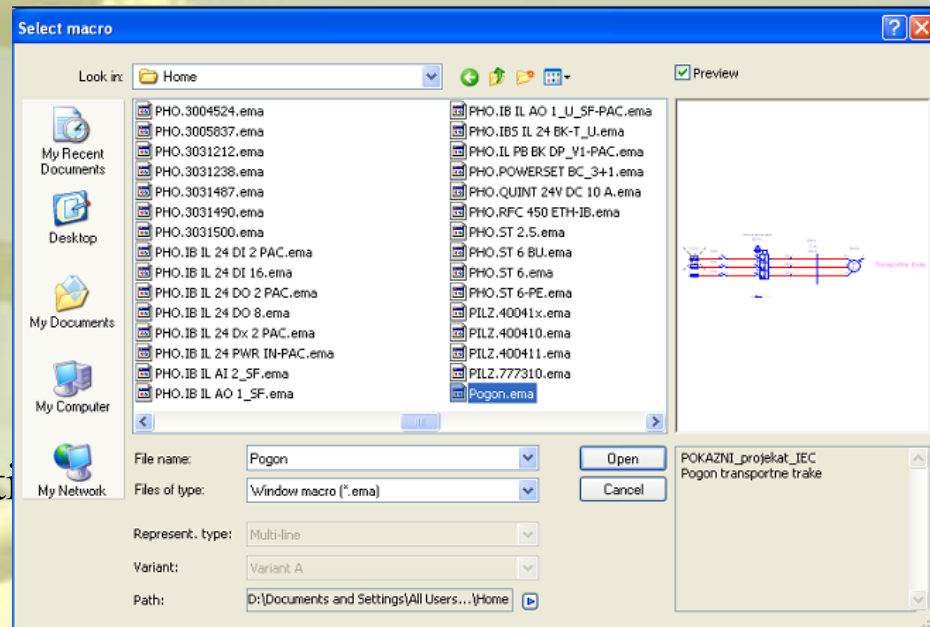 Select macro
Look in:
Home
Preview
My Recent
Documents
Desktop
My Documents
My Computer
My Network
PHO.3004524.ema
PHO.3005837.ema
PHO.3031212.ema
PHO.3031238.ema
PHO.3031487.ema
PHO.3031490.ema
PHO.3031500.ema
PHO.IB IL 24 DI 2 PAC.ema
PHO.IB IL 24 DI 16.ema
PHO.IB IL 24 DO 2 PAC.ema
PHO.IB IL 24 DO 8.ema
PHO.IB IL 24 Dx 2 PAC.ema
PHO.IB IL 24 PWR IN-PAC.ema
PHO.IB IL AI 2_SF.ema
PHO.IB IL AO 1_SF.ema
PHO.IB IL AO 1_U_SF-PAC.ema
PHO.IBS IL 24 BK-T_U.ema
PHO.IL PB BK DP_V1-PAC.ema
PHO.POWERSET BC_3+1.ema
PHO.QUINT 24V DC 10 A.ema
PHO.RFC 450 ETH-IB.ema
PHO.ST 2.5.ema
PHO.ST 6 BU.ema
PHO.ST 6.ema
PHO.ST 6-PE.ema
PILZ.40041x.ema
PILZ.400410.ema
PILZ.400411.ema
PILZ.777310.ema
Pogon.ema
Transportne trake
File name:
Pogon
Open
Files of type:
Window macro (*.ema)
Cancel
Represent. type:
Multi-line
Variant:
Variant A
Path:
D:\Documents and Settings\All Users...\Home
POKAZNI_projekat_IEC
Pogon transportne trake